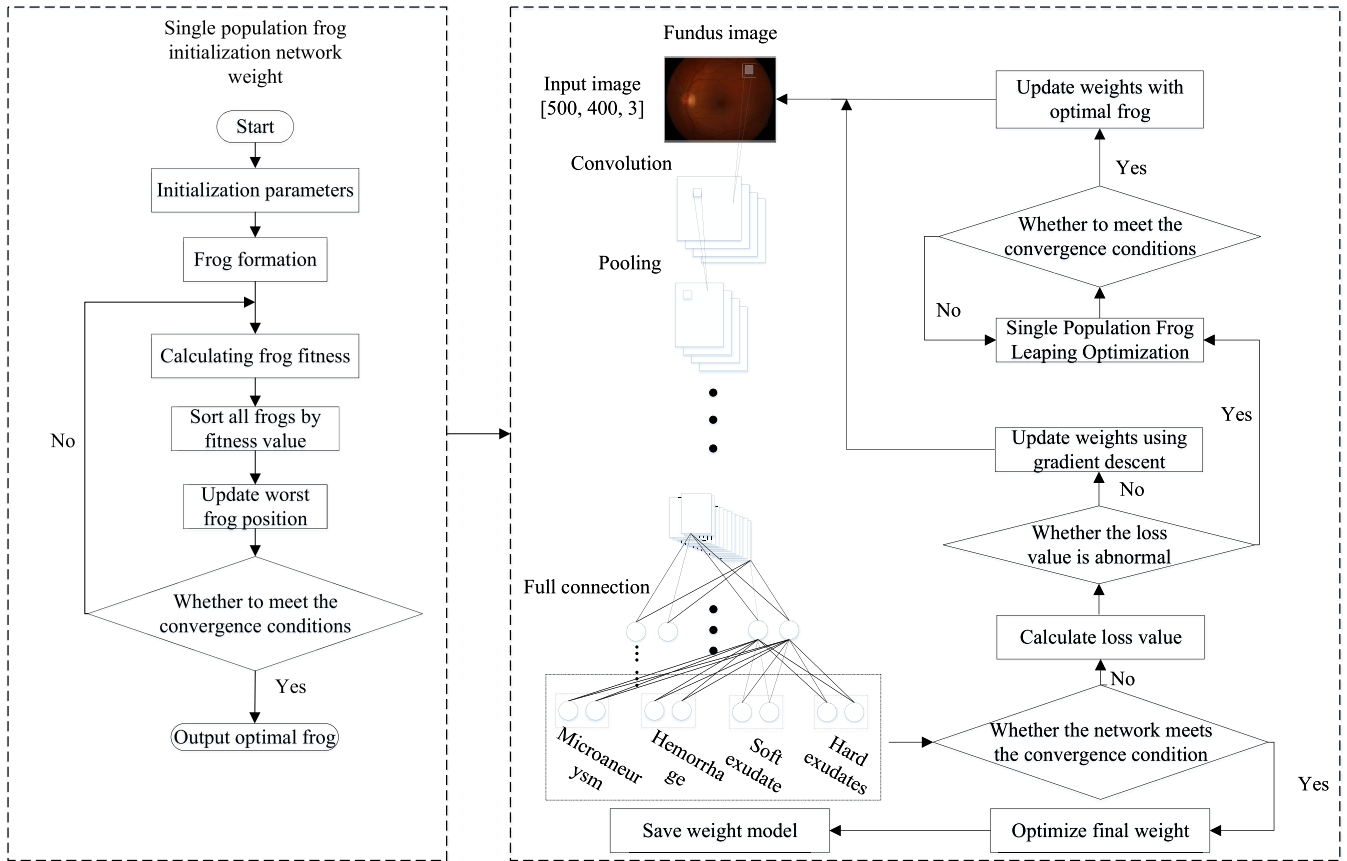 Single population frog
initialization network
weight
Start
Initialization parameters
Frog formation
Calculating frog fitness
Sort all frogs by
fitness value
No
Update worst
frog position
Whether to meet the
convergence conditions
Yes
Output optimal frog
Fundus image
Input image
[500, 400, 3]
Convolution
Pooling
Full connection
Microaneur
ysm
Hemorrha
ge
Soft
exudate
Hard
exudates
Save weight model
Update weights with
optimal frog
Yes
Whether to meet the
convergence conditions
No
Single Population Frog
Leaping Optimization
Yes
Update weights using
gradient descent
No
Whether the loss
value is abnormal
Calculate loss value
No
Whether the network meets
the convergence condition
Yes
Optimize final weight